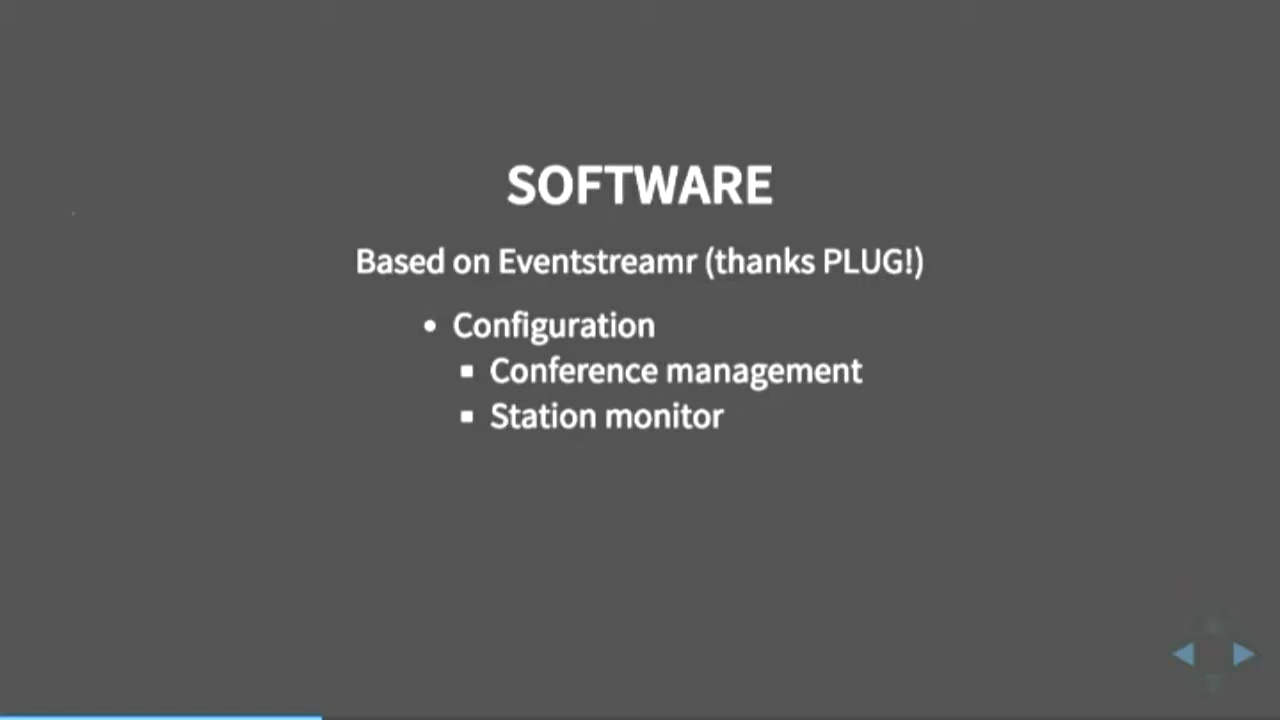 SOFTWARE
Based on Eventstreamr (thanks PLUG!)
• Configuration
▪ Conference management
▪ Station monitor